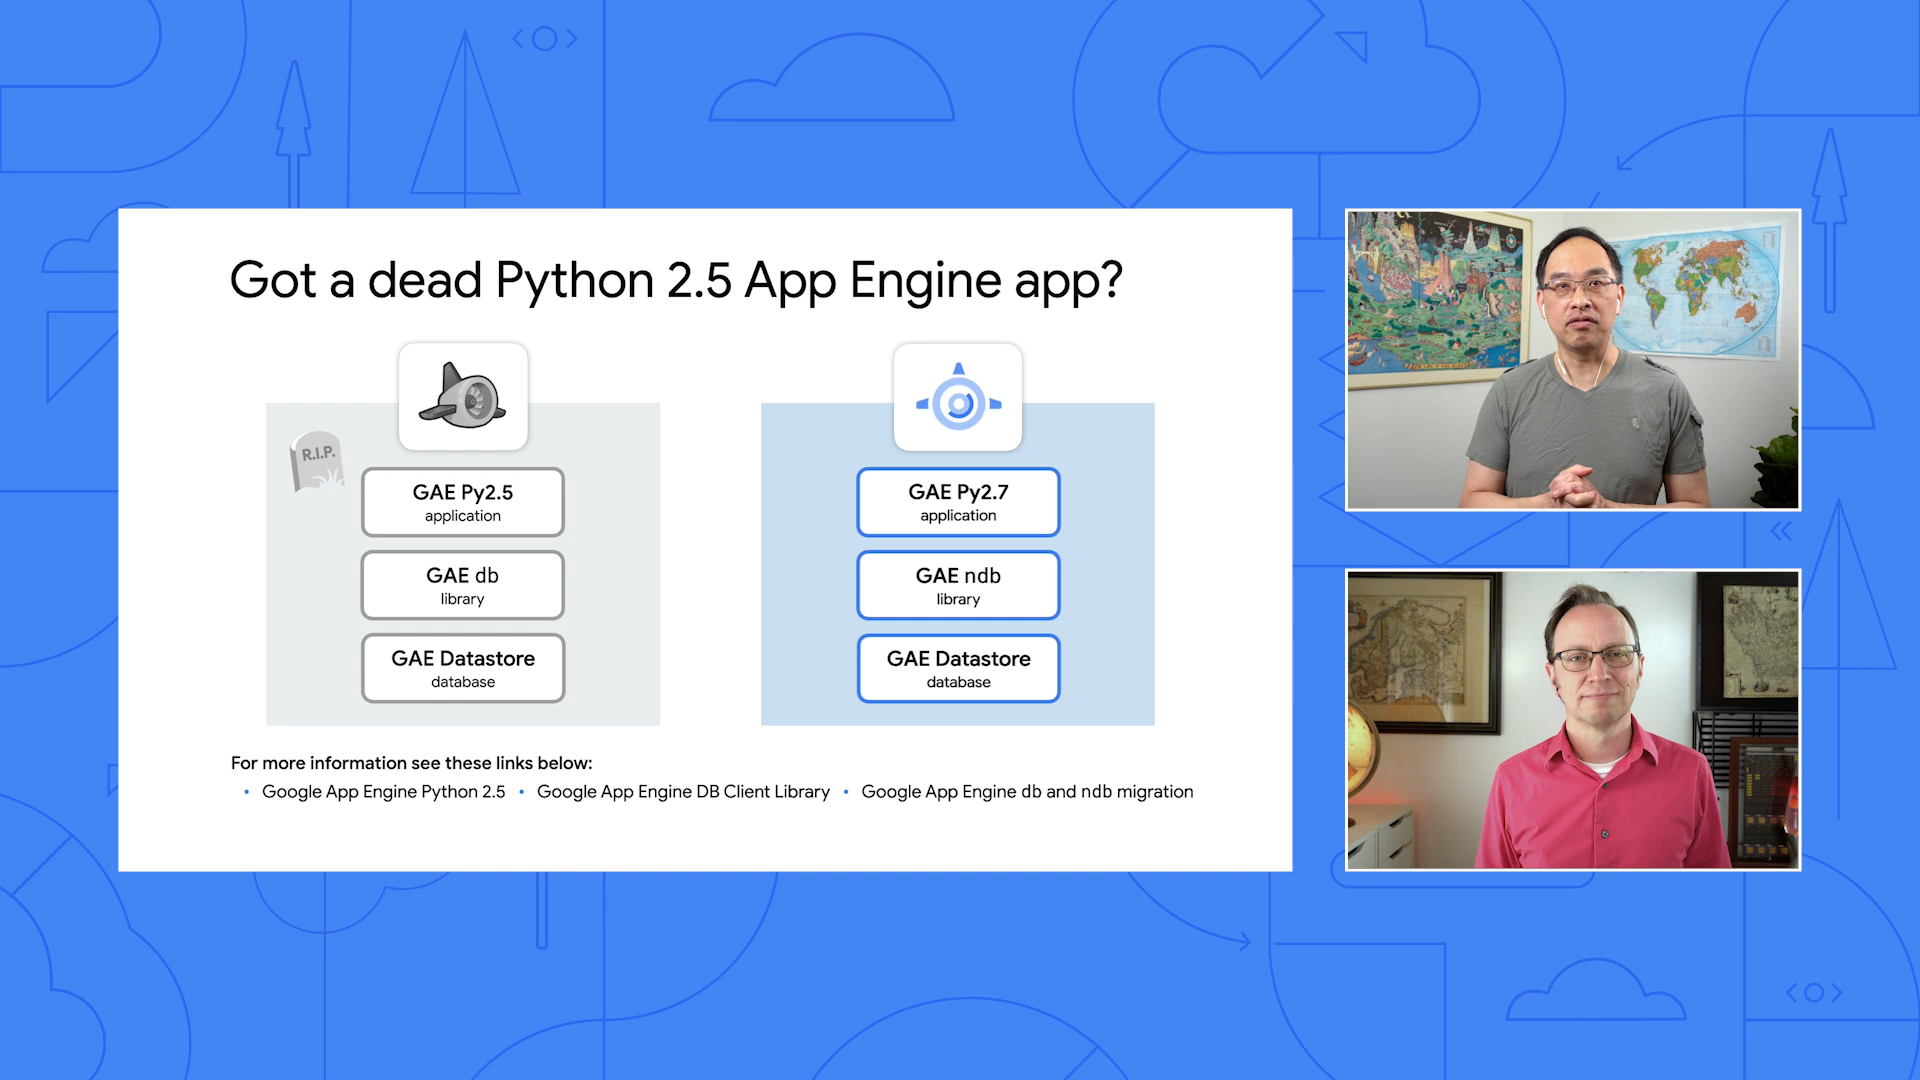 Got a dead Python 2.5 App Engine app?
R.I.P.
GAE Py2.5
application
GAE db
library
GAE Datastore
database
GAE Py2.7
application
GAE ndb
library
GAE Datastore
database
For more information see these links below:
• Google App Engine Python 2.5 • Google App Engine DB Client Library • Google App Engine db and ndb migration